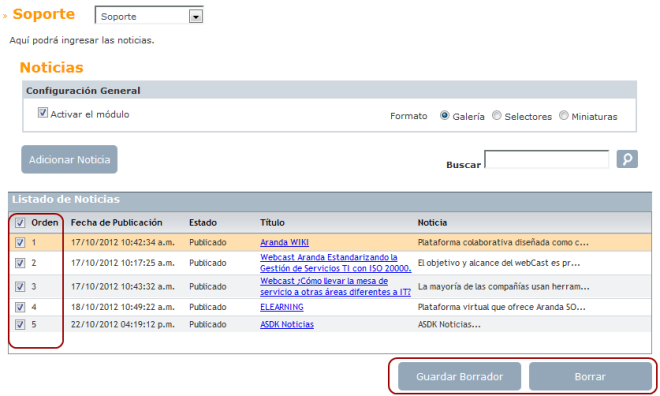 › Soporte Soporte
Aquí podrá ingresar las noticias.
Noticias
Configuración General
Activar el módulo Formato Galería Selectores Miniaturas
Adicionar Noticia Buscar
Listado de Noticias
Orden Fecha de Publicación Estado Título Noticia
1 17/10/2012 10:42:34 a.m. Publicado Aranda WIKI Plataforma colaborativa diseñada como c...
2 17/10/2012 10:17:25 a.m. Publicado Webcast Aranda Estandarizando la El objetivo y alcance del webCast es pr...
Gestión de Servicios TI con ISO 20000.
3 17/10/2012 10:43:32 a.m. Publicado Webcast ¿Cómo llevar la mesa de La mayoría de las compañías usan herram...
servicio a otras áreas diferentes a IT?
4 18/10/2012 10:49:22 a.m. Publicado ELEARNING Plataforma virtual que ofrece Aranda SO...
5 22/10/2012 04:19:12 p.m. Publicado ASDK Noticias ASDK Noticias...
Guardar Borrador Borrar